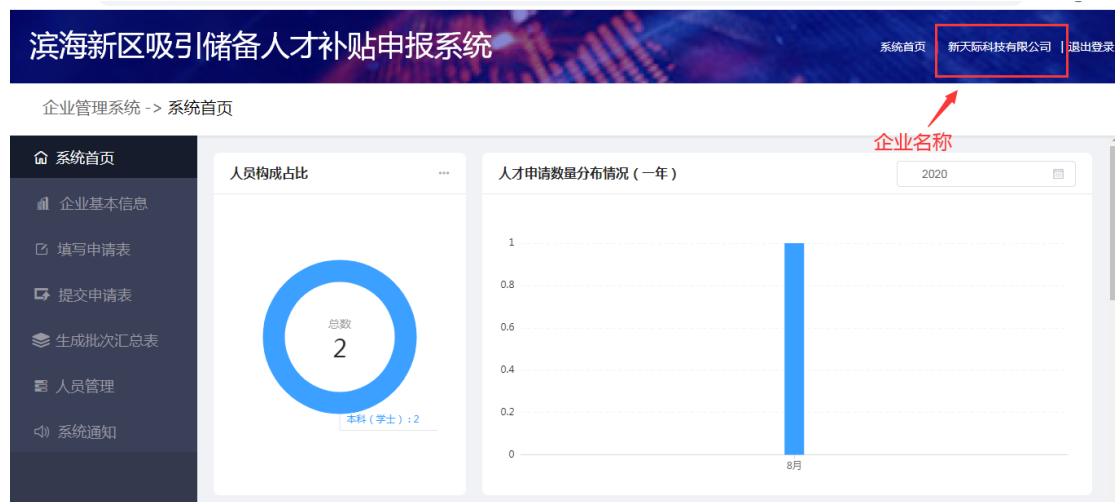 滨海新区吸引储备人才补贴申报系统
系统首页 新天际科技有限公司 | 退出登录
企业管理系统 -> 系统首页
企业名称
系统首页
企业基本信息
填写申请表
提交申请表
生成批次汇总表
人员管理
系统通知
人员构成占比
总数
2
本科（学士）: 2
人才申请数量分布情况（一年）
2020
1
0.8
0.6
0.4
0.2
0
8月